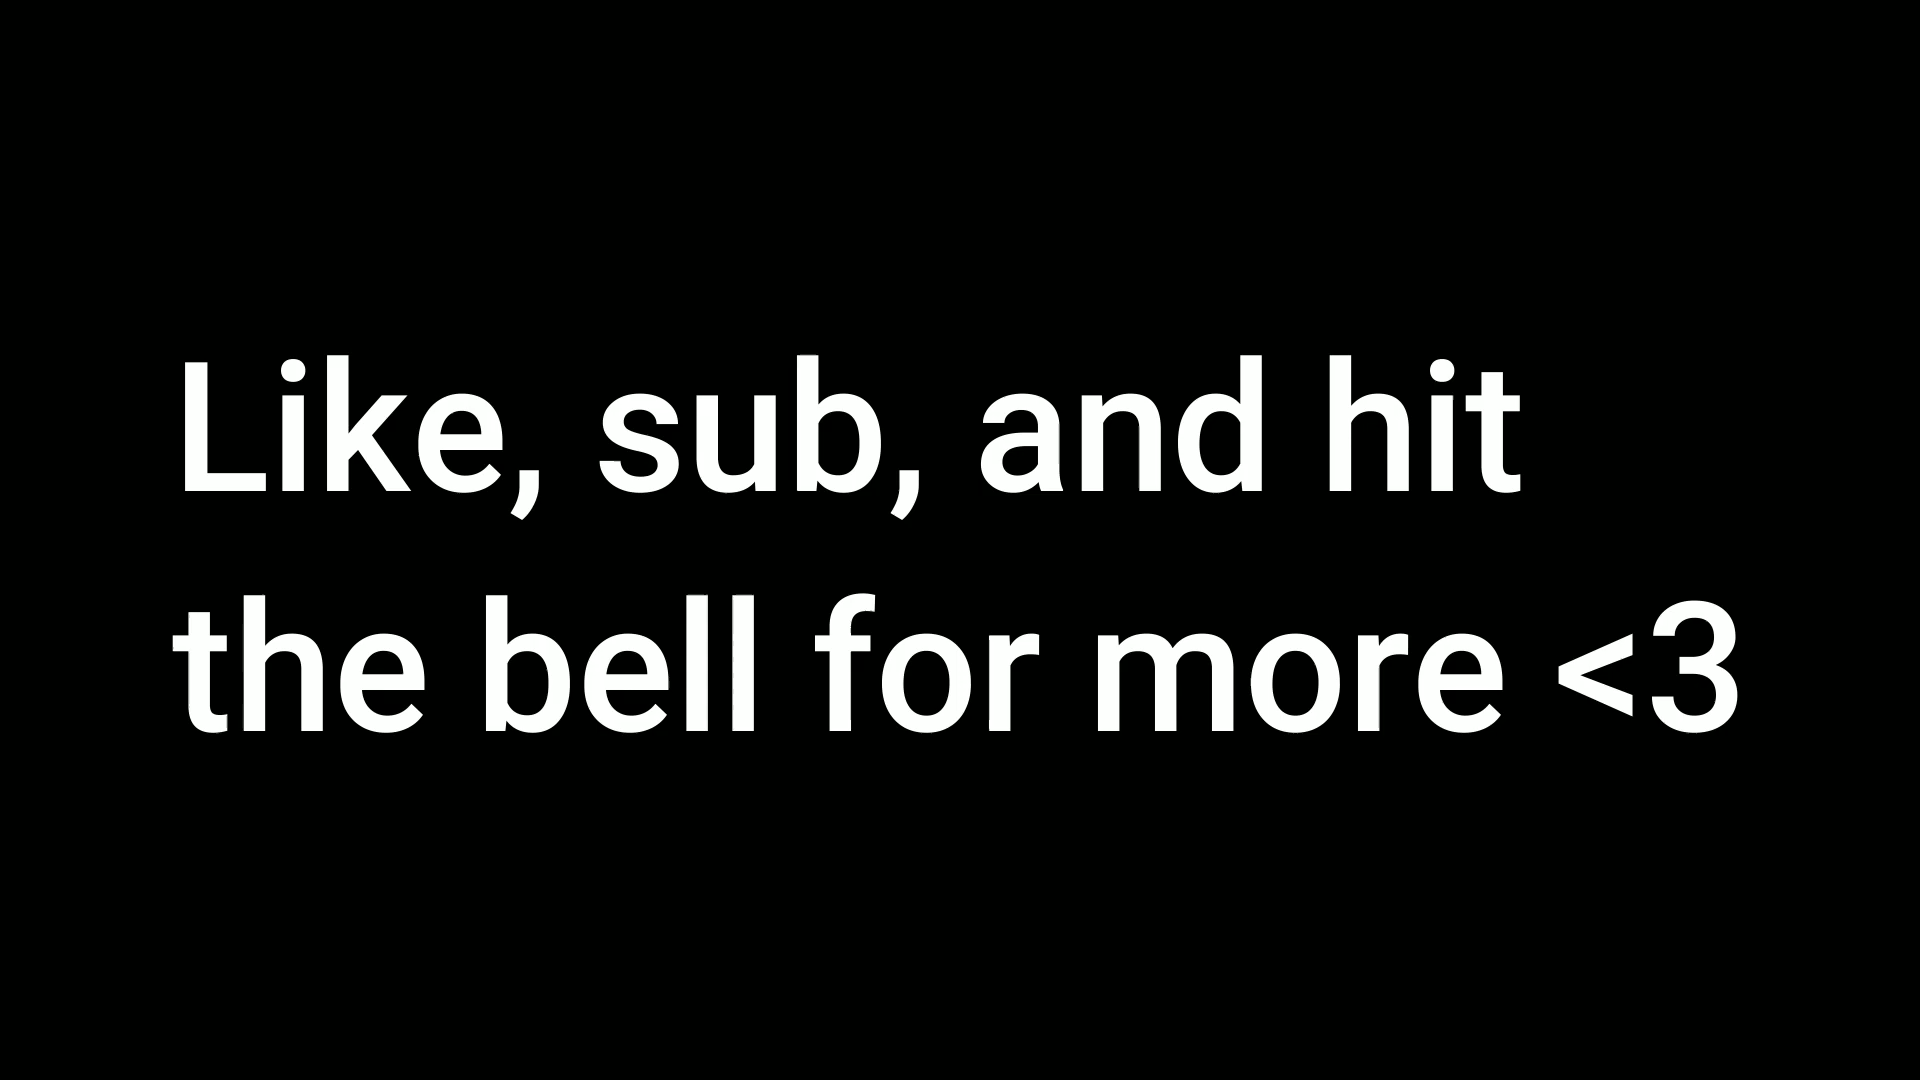 Like, sub, and hit
the bell for more <3